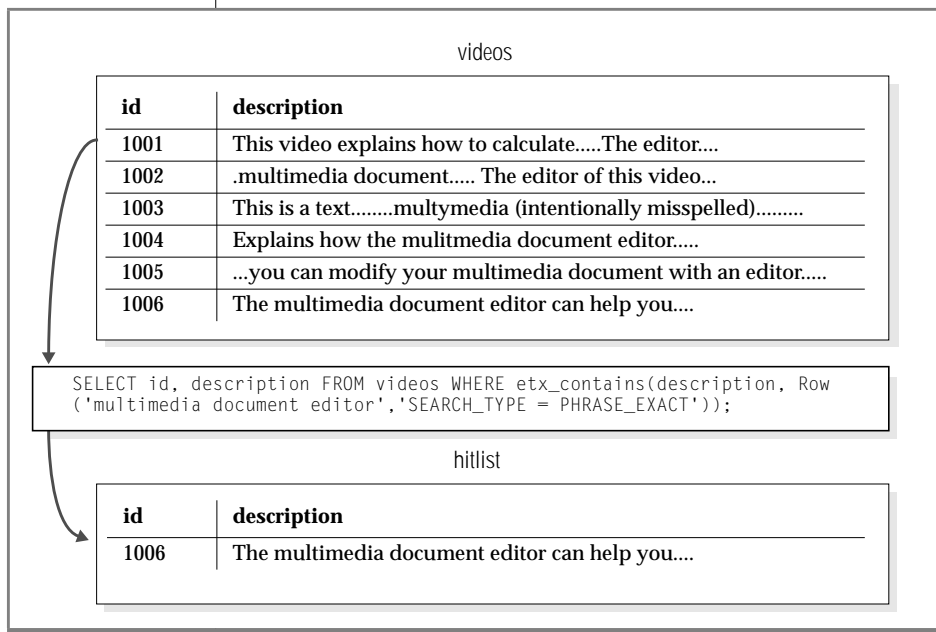 videos
id description
1001 This video explains how to calculate.....The editor....
1002 .multimedia document..... The editor of this video...
1003 This is a text........multymedia (intentionally misspelled).........
1004 Explains how the mulitmedia document editor.....
1005 ...you can modify your multimedia document with an editor.....
1006 The multimedia document editor can help you....
SELECT id, description FROM videos WHERE etx_contains(description, Row
('multimedia document editor','SEARCH_TYPE = PHRASE_EXACT'));
hitlist
id description
1006 The multimedia document editor can help you....